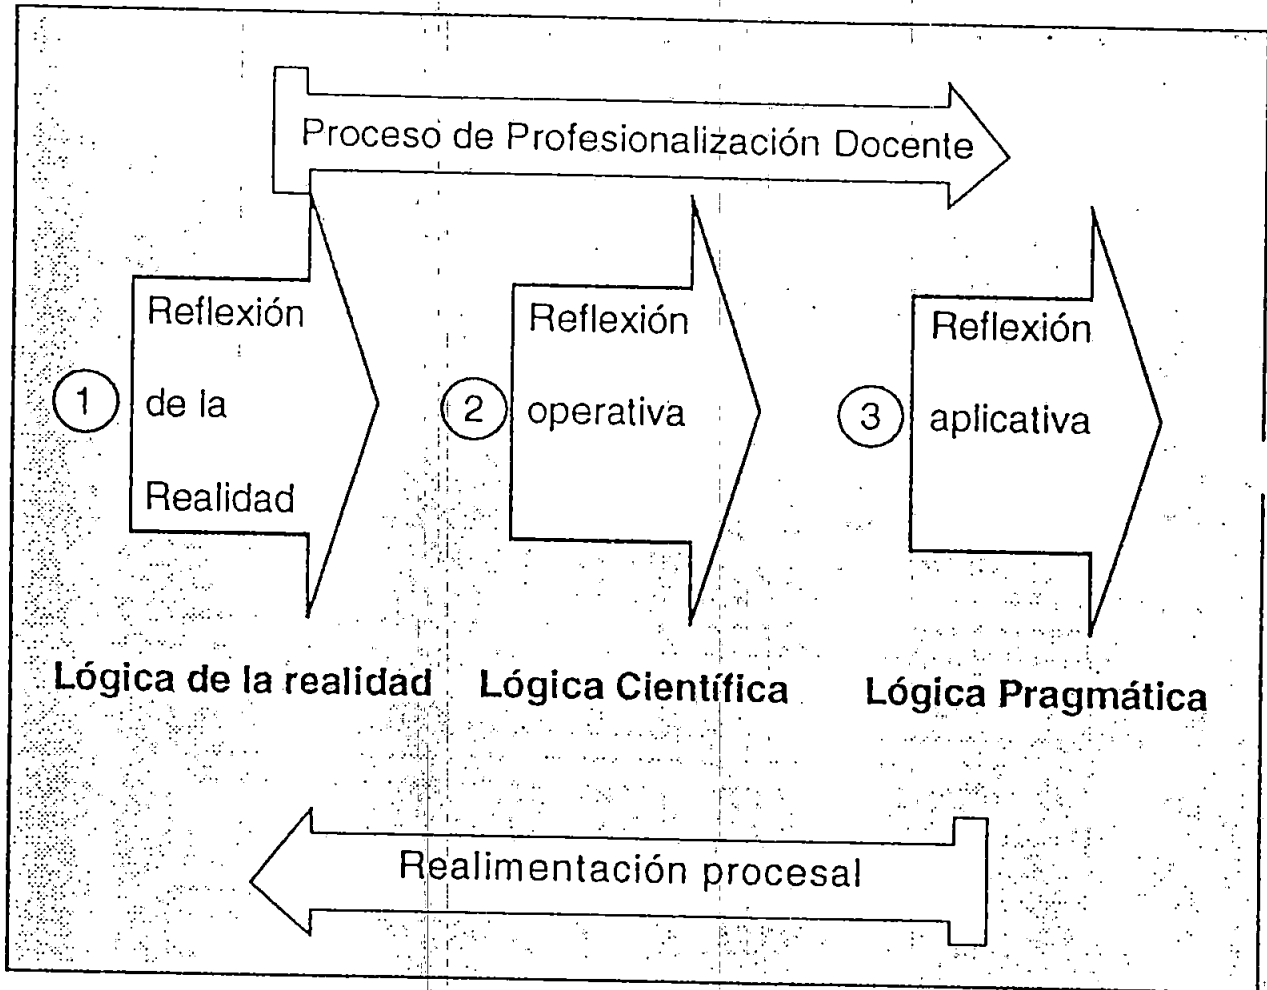 Proceso de Profesionalización Docente
Reflexión
de la
Realidad
1
Reflexión
operativa
2
Reflexión
aplicativa
3
Lógica de la realidad
Lógica Científica
Lógica Pragmática
Realimentación procesal